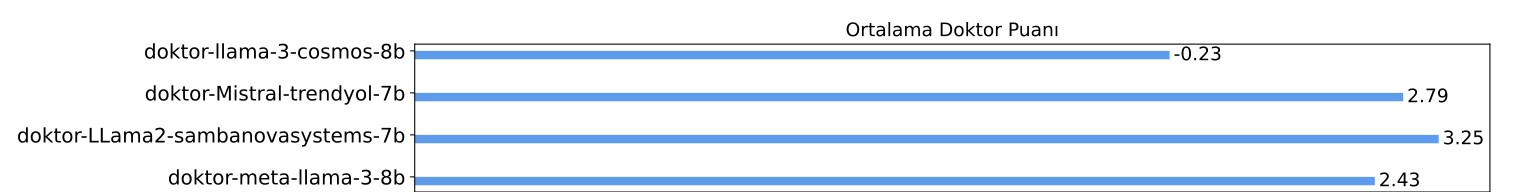 Ortalama Doktor Puanı
doktor-llama-3-cosmos-8b -0.23
doktor-Mistral-trendyol-7b 2.79
doktor-LLama2-sambanovasystems-7b 3.25
doktor-meta-llama-3-8b 2.43